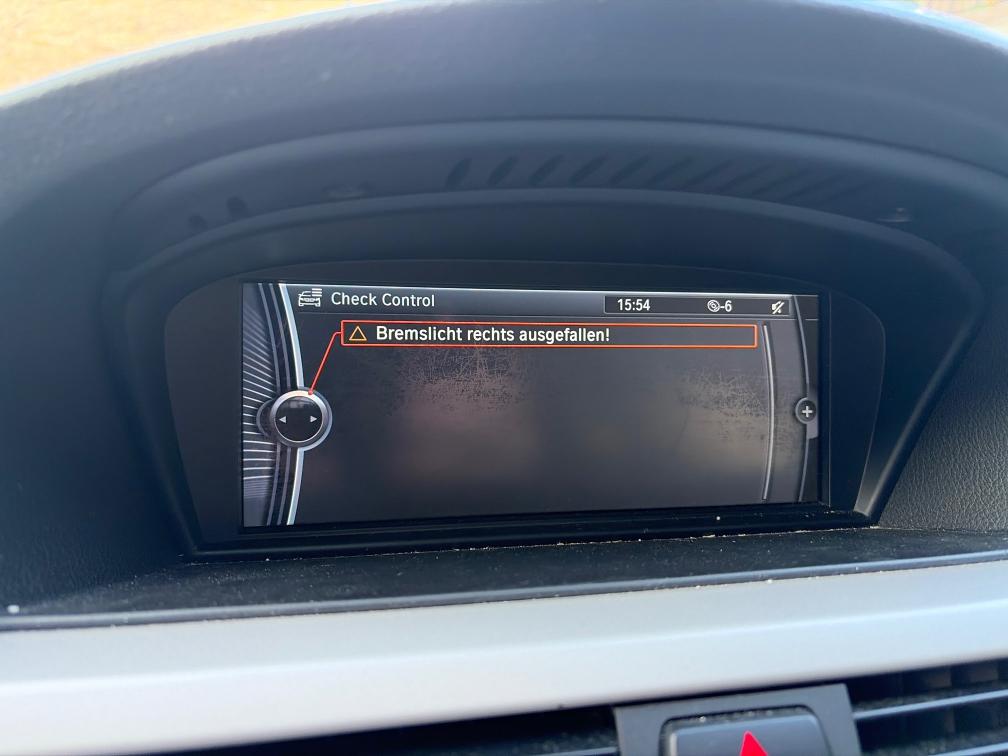 Check Control
15:54
-6
Bremslicht rechts ausgefallen!
+